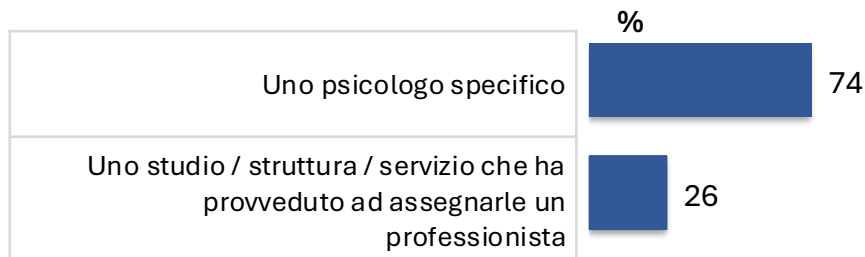 %
Uno psicologo specifico
74
Uno studio / struttura / servizio che ha
provveduto ad assegnarle un
professionista
26